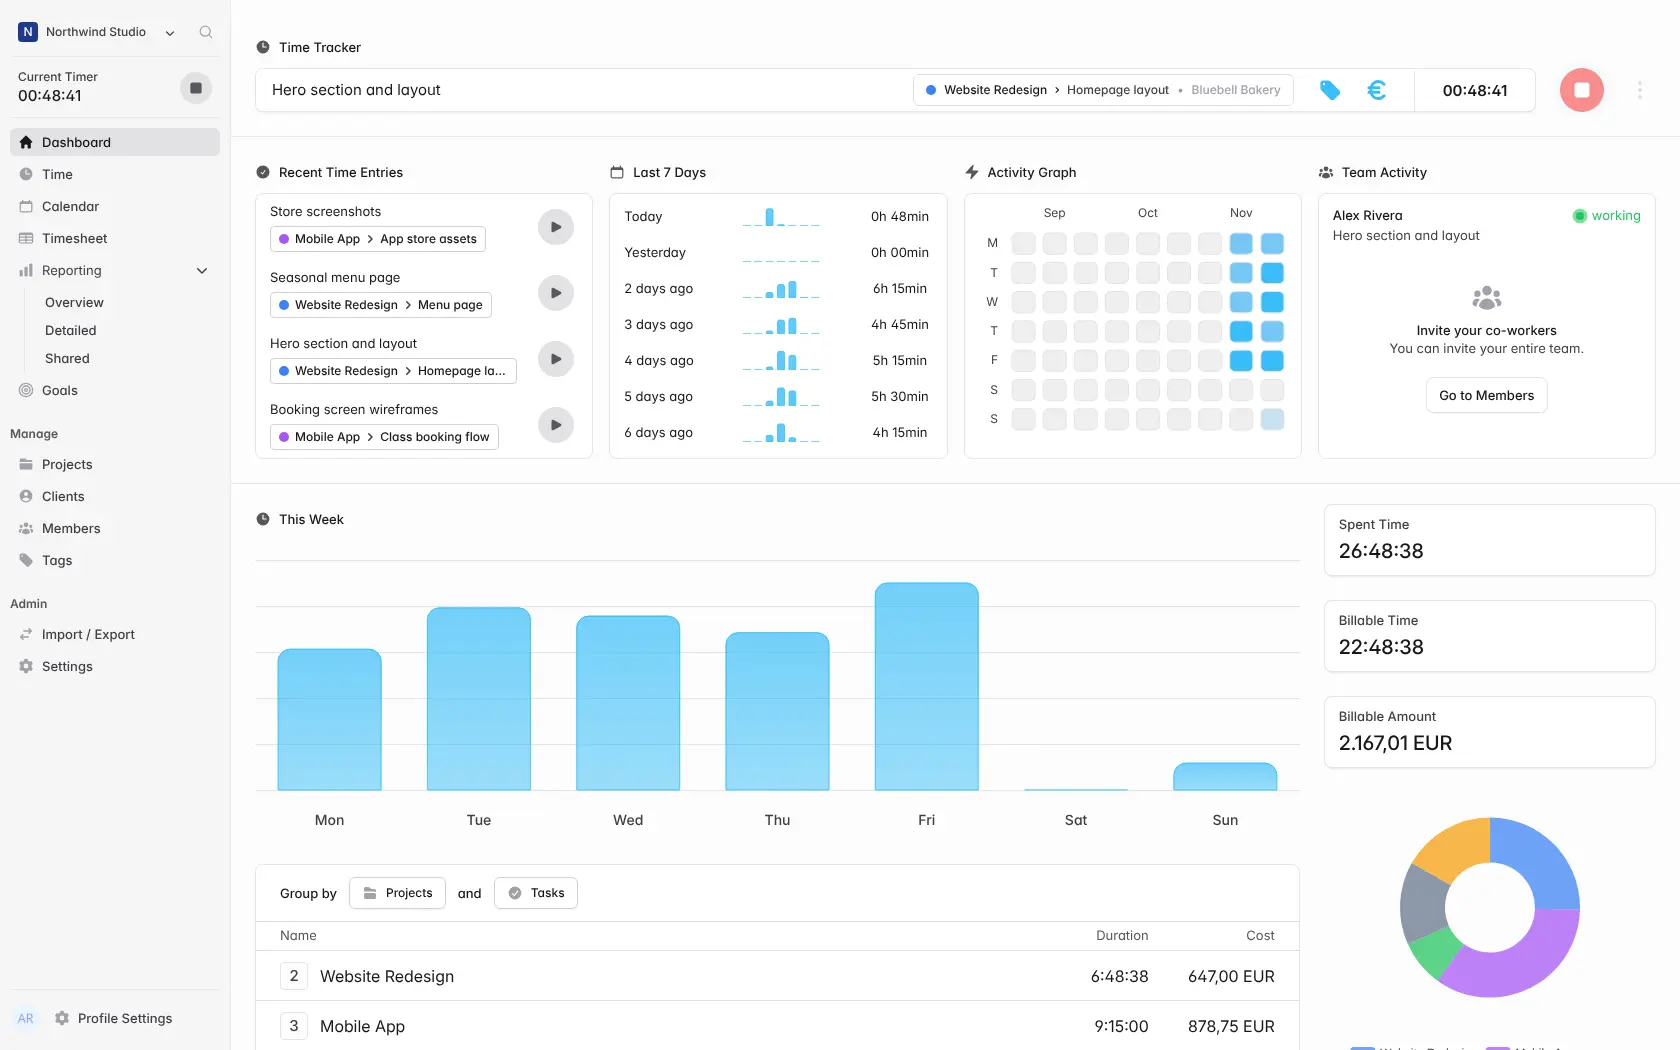 N Northwind Studio
Current Timer
00:48:41
Dashboard
Time
Calendar
Timesheet
Reporting
Overview
Detailed
Shared
Goals
Manage
Projects
Clients
Members
Tags
Admin
Import / Export
Settings
AR Profile Settings
Time Tracker
Hero section and layout
Website Redesign › Homepage layout • Bluebell Bakery
€
00:48:41
Recent Time Entries
Store screenshots
Mobile App › App store assets
Seasonal menu page
Website Redesign › Menu page
Hero section and layout
Website Redesign › Homepage la...
Booking screen wireframes
Mobile App › Class booking flow
Last 7 Days
Today 0h 48min
Yesterday 0h 00min
2 days ago 6h 15min
3 days ago 4h 45min
4 days ago 5h 15min
5 days ago 5h 30min
6 days ago 4h 15min
Activity Graph
Sep Oct Nov
M
T
W
T
F
S
S
Team Activity
Alex Rivera working
Hero section and layout
Invite your co-workers
You can invite your entire team.
Go to Members
This Week
Mon Tue Wed Thu Fri Sat Sun
Spent Time
26:48:38
Billable Time
22:48:38
Billable Amount
2.167,01 EUR
Group by Projects and Tasks
Name Duration Cost
2 Website Redesign 6:48:38 647,00 EUR
3 Mobile App 9:15:00 878,75 EUR